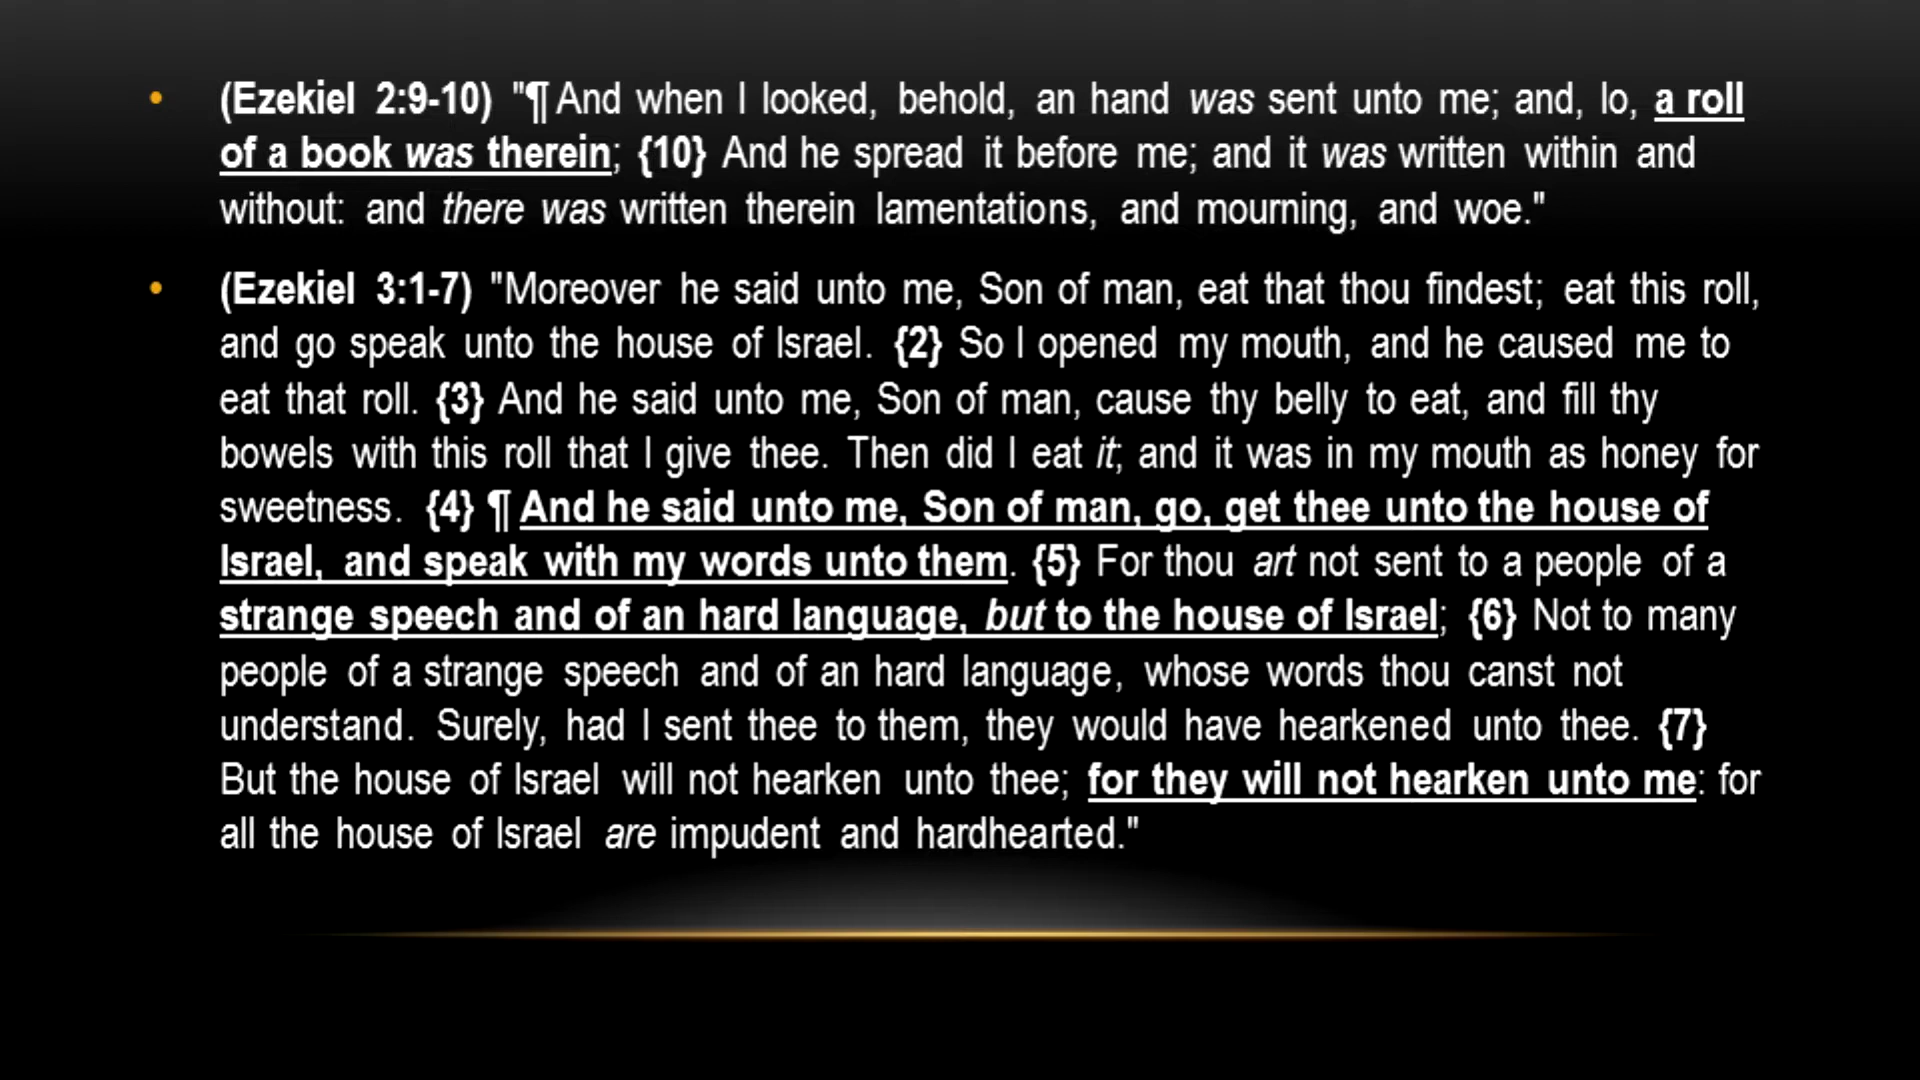 • (Ezekiel 2:9-10) "¶ And when I looked, behold, an hand was sent unto me; and, lo, a roll
of a book was therein; {10} And he spread it before me; and it was written within and
without: and there was written therein lamentations, and mourning, and woe."
• (Ezekiel 3:1-7) "Moreover he said unto me, Son of man, eat that thou findest; eat this roll,
and go speak unto the house of Israel. {2} So I opened my mouth, and he caused me to
eat that roll. {3} And he said unto me, Son of man, cause thy belly to eat, and fill thy
bowels with this roll that I give thee. Then did I eat it; and it was in my mouth as honey for
sweetness. {4} ¶ And he said unto me, Son of man, go, get thee unto the house of
Israel, and speak with my words unto them. {5} For thou art not sent to a people of a
strange speech and of an hard language, but to the house of Israel; {6} Not to many
people of a strange speech and of an hard language, whose words thou canst not
understand. Surely, had I sent thee to them, they would have hearkened unto thee. {7}
But the house of Israel will not hearken unto thee; for they will not hearken unto me: for
all the house of Israel are impudent and hardhearted."